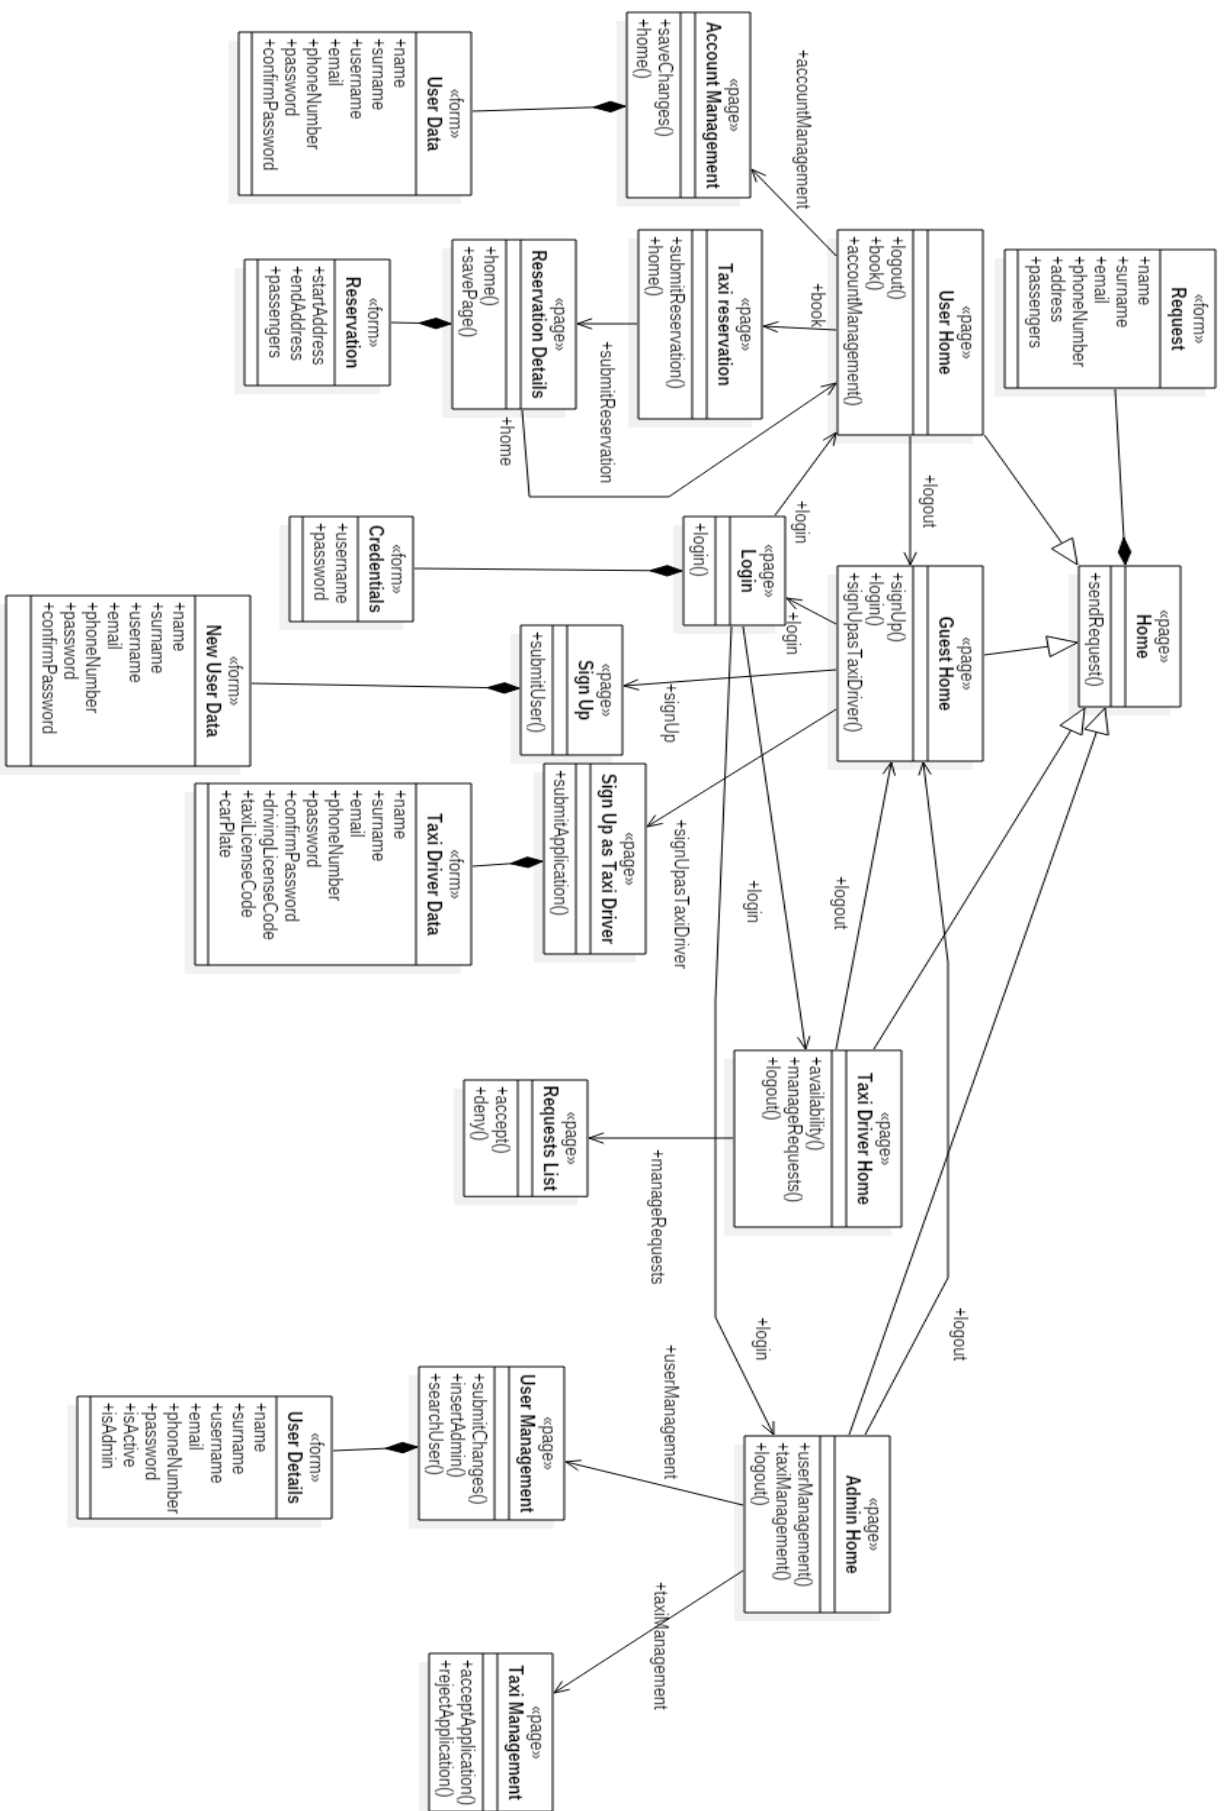 «form»
Request
+name
+surname
+email
+phoneNumber
+address
+passengers
«page»
Home
+sendRequest()
«page»
User Home
+logout()
+book()
+accountManagement()
+logout
«page»
Guest Home
+signUp()
+login()
+signUpasTaxiDriver()
+logout
+logout
«page»
Taxi Driver Home
+availability()
+manageRequests()
+logout()
«page»
Admin Home
+userManagement()
+taxiManagement()
+logout()
+accountManagement
+book
+login
+login
+signUp
+signUpasTaxiDriver
+login
+login
+manageRequests
+userManagement
+taxiManagement
«page»
Account Management
+saveChanges()
+home()
«page»
Taxi reservation
+submitReservation()
+home()
+submitReservation
«page»
Login
+login()
«page»
Sign Up
+submitUser()
«page»
Sign Up as Taxi Driver
+submitApplication()
«page»
Reservation Details
+home()
+savePage()
+home
«page»
Requests List
+accept()
+deny()
«page»
User Management
+submitChanges()
+insertAdmin()
+searchUser()
«page»
Taxi Management
+acceptApplication()
+rejectApplication()
«form»
User Data
+name
+surname
+username
+email
+phoneNumber
+password
+confirmPassword
«form»
Reservation
+startAddress
+endAddress
+passengers
«form»
Credentials
+username
+password
«form»
New User Data
+name
+surname
+username
+email
+phoneNumber
+password
+confirmPassword
«form»
Taxi Driver Data
+name
+surname
+email
+phoneNumber
+password
+confirmPassword
+drivingLicenseCode
+taxiLicenseCode
+carPlate
«form»
User Details
+name
+surname
+username
+email
+phoneNumber
+password
+isActive
+isAdmin